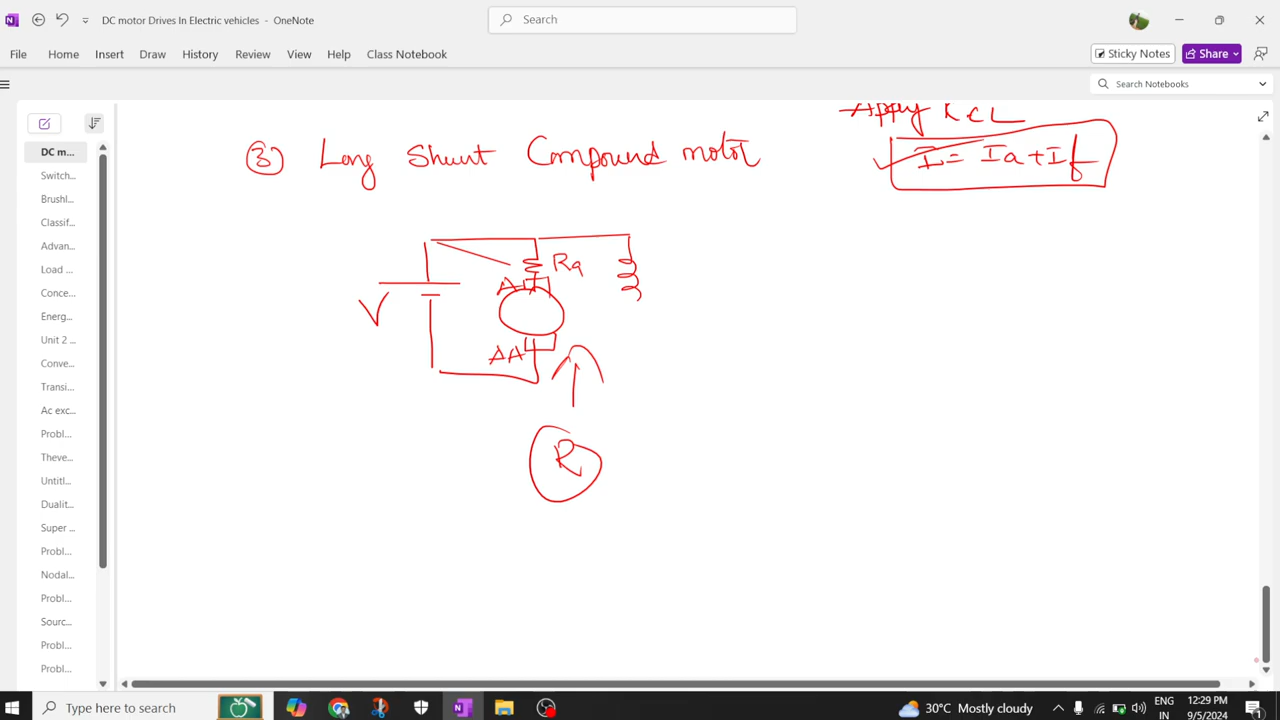 DC motor Drives In Electric vehicles - OneNote
Search
File Home Insert Draw History Review View Help Class Notebook
Sticky Notes Share
Search Notebooks
DC m...
Switch...
Brushl...
Classif...
Advan...
Load ...
Conce...
Energ...
Unit 2 ...
Conve...
Transi...
Ac exc...
Probl...
Theve...
Untitl...
Dualit...
Super ...
Probl...
Nodal...
Probl...
Sourc...
Probl...
Probl...
Apply KCL
I = Ia + If
③ Long Shunt Compound motor
Ra
A
V
AA
R
Type here to search
30°C Mostly cloudy
ENG
IN
12:29 PM
9/5/2024
1